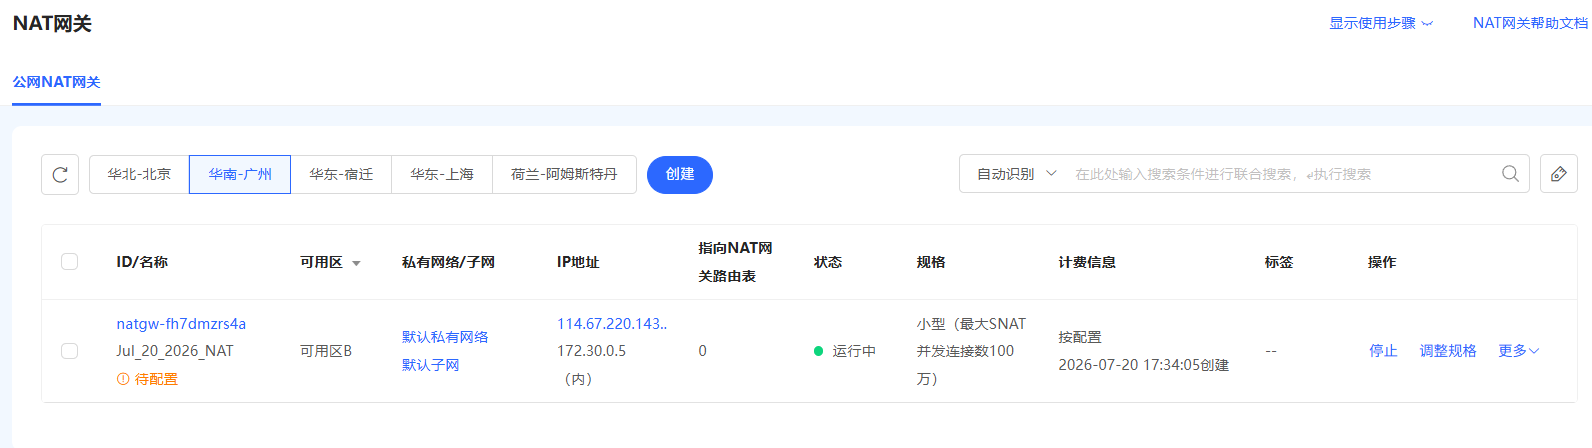 NAT网关
显示使用步骤
NAT网关帮助文档
公网NAT网关
华北-北京
华南-广州
华东-宿迁
华东-上海
荷兰-阿姆斯特丹
创建
自动识别
在此处输入搜索条件进行联合搜索，↲执行搜索
ID/名称
可用区
私有网络/子网
IP地址
指向NAT网
关路由表
状态
规格
计费信息
标签
操作
natgw-fh7dmzrs4a
Jul_20_2026_NAT
待配置
可用区B
默认私有网络
默认子网
114.67.220.143..
172.30.0.5
（内）
0
运行中
小型（最大SNAT
并发连接数100
万）
按配置
2026-07-20 17:34:05创建
--
停止
调整规格
更多